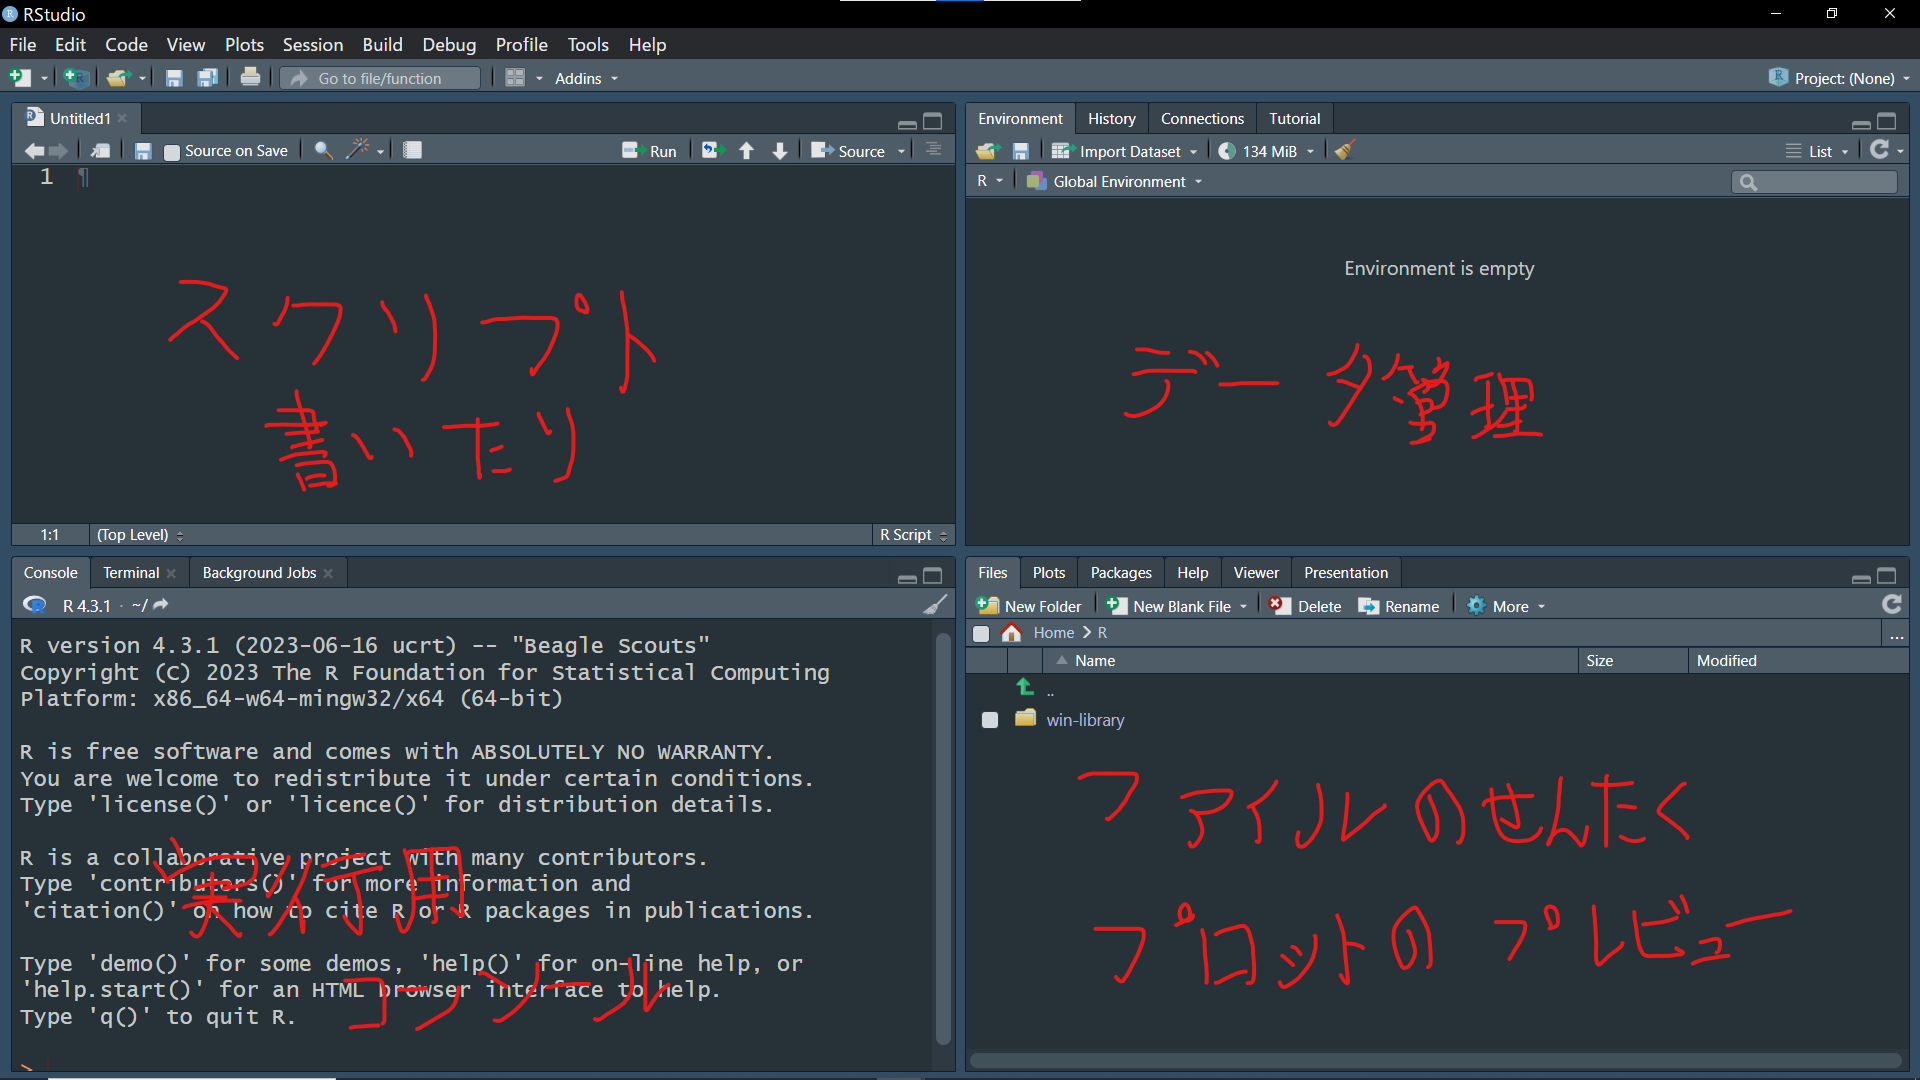 RStudio
File Edit Code View Plots Session Build Debug Profile Tools Help
Go to file/function Addins Project: (None)
Untitled1
Source on Save Run Source
1 ¶
スクリプト
書いたり
1:1 (Top Level) R Script
Environment History Connections Tutorial
Import Dataset 134 MiB List
R Global Environment
Environment is empty
データ管理
Console Terminal Background Jobs
R 4.3.1 · ~/
R version 4.3.1 (2023-06-16 ucrt) -- "Beagle Scouts"
Copyright (C) 2023 The R Foundation for Statistical Computing
Platform: x86_64-w64-mingw32/x64 (64-bit)
R is free software and comes with ABSOLUTELY NO WARRANTY.
You are welcome to redistribute it under certain conditions.
Type 'license()' or 'licence()' for distribution details.
R is a collaborative project with many contributors.
Type 'contributors()' for more information and
'citation()' on how to cite R or R packages in publications.
Type 'demo()' for some demos, 'help()' for on-line help, or
'help.start()' for an HTML browser interface to help.
Type 'q()' to quit R.
>
実行用
コンソール
Files Plots Packages Help Viewer Presentation
New Folder New Blank File Delete Rename More
Home R ...
Name Size Modified
..
win-library
ファイルのせんたく
プロットのプレビュー